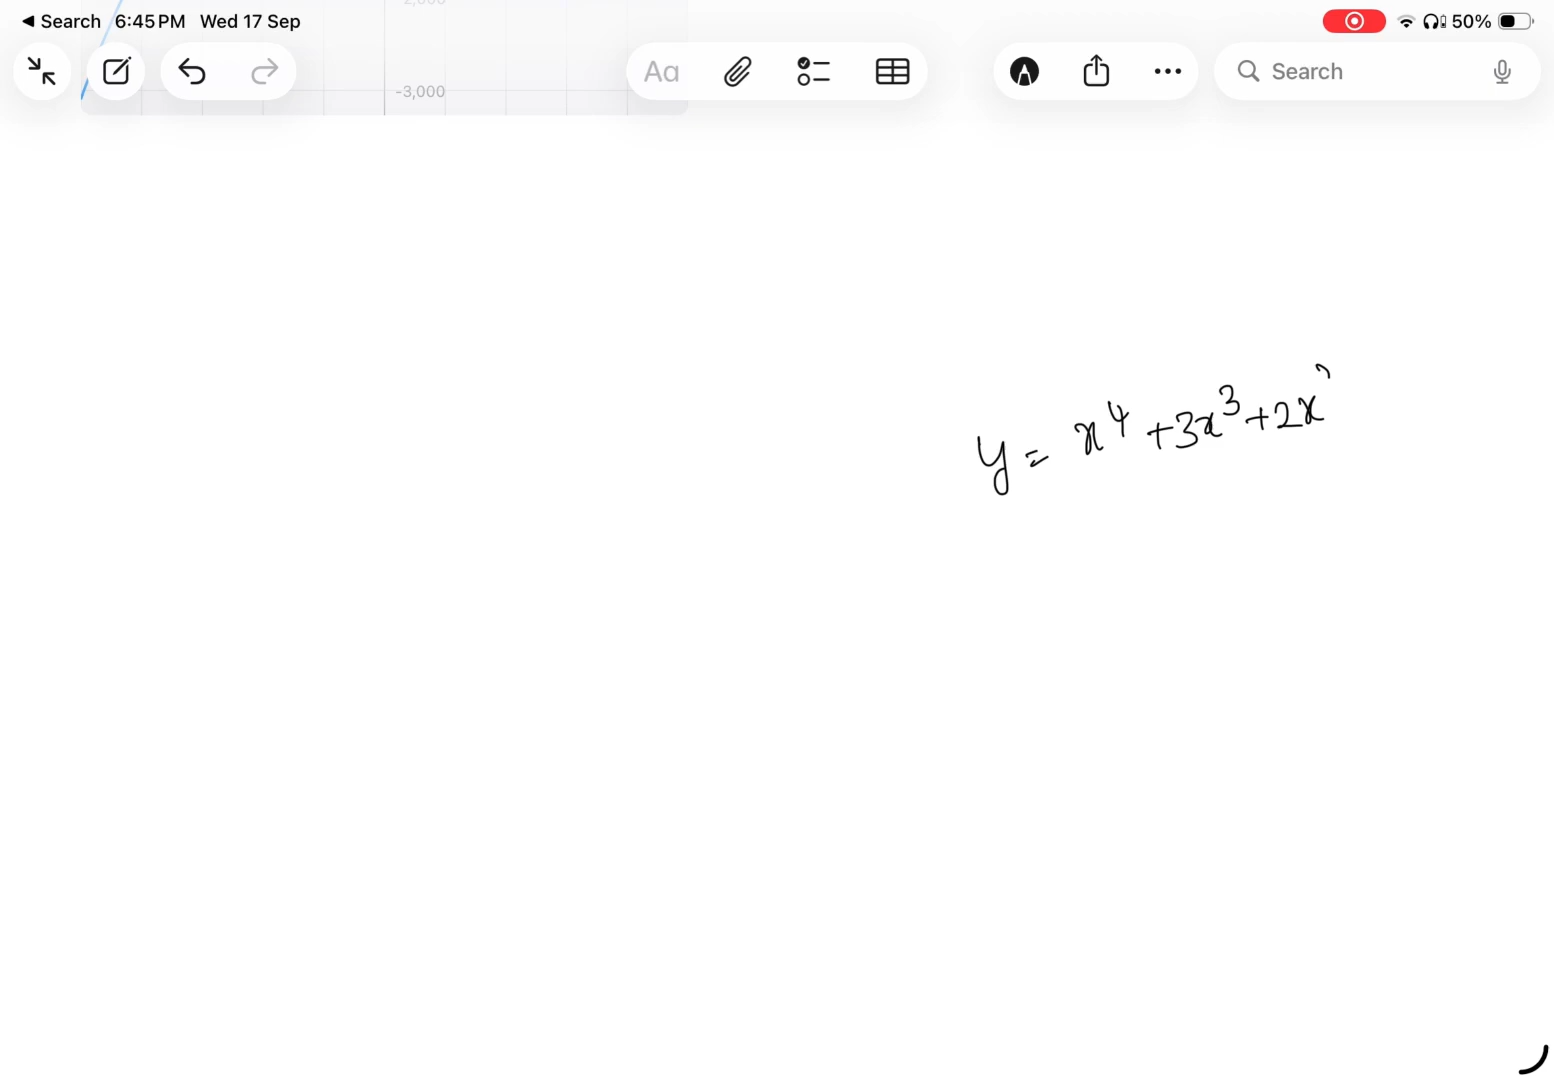 ◀ Search 6:45 PM Wed 17 Sep 50%
-3,000
Aa
Search
y = x⁴ + 3x³ + 2x